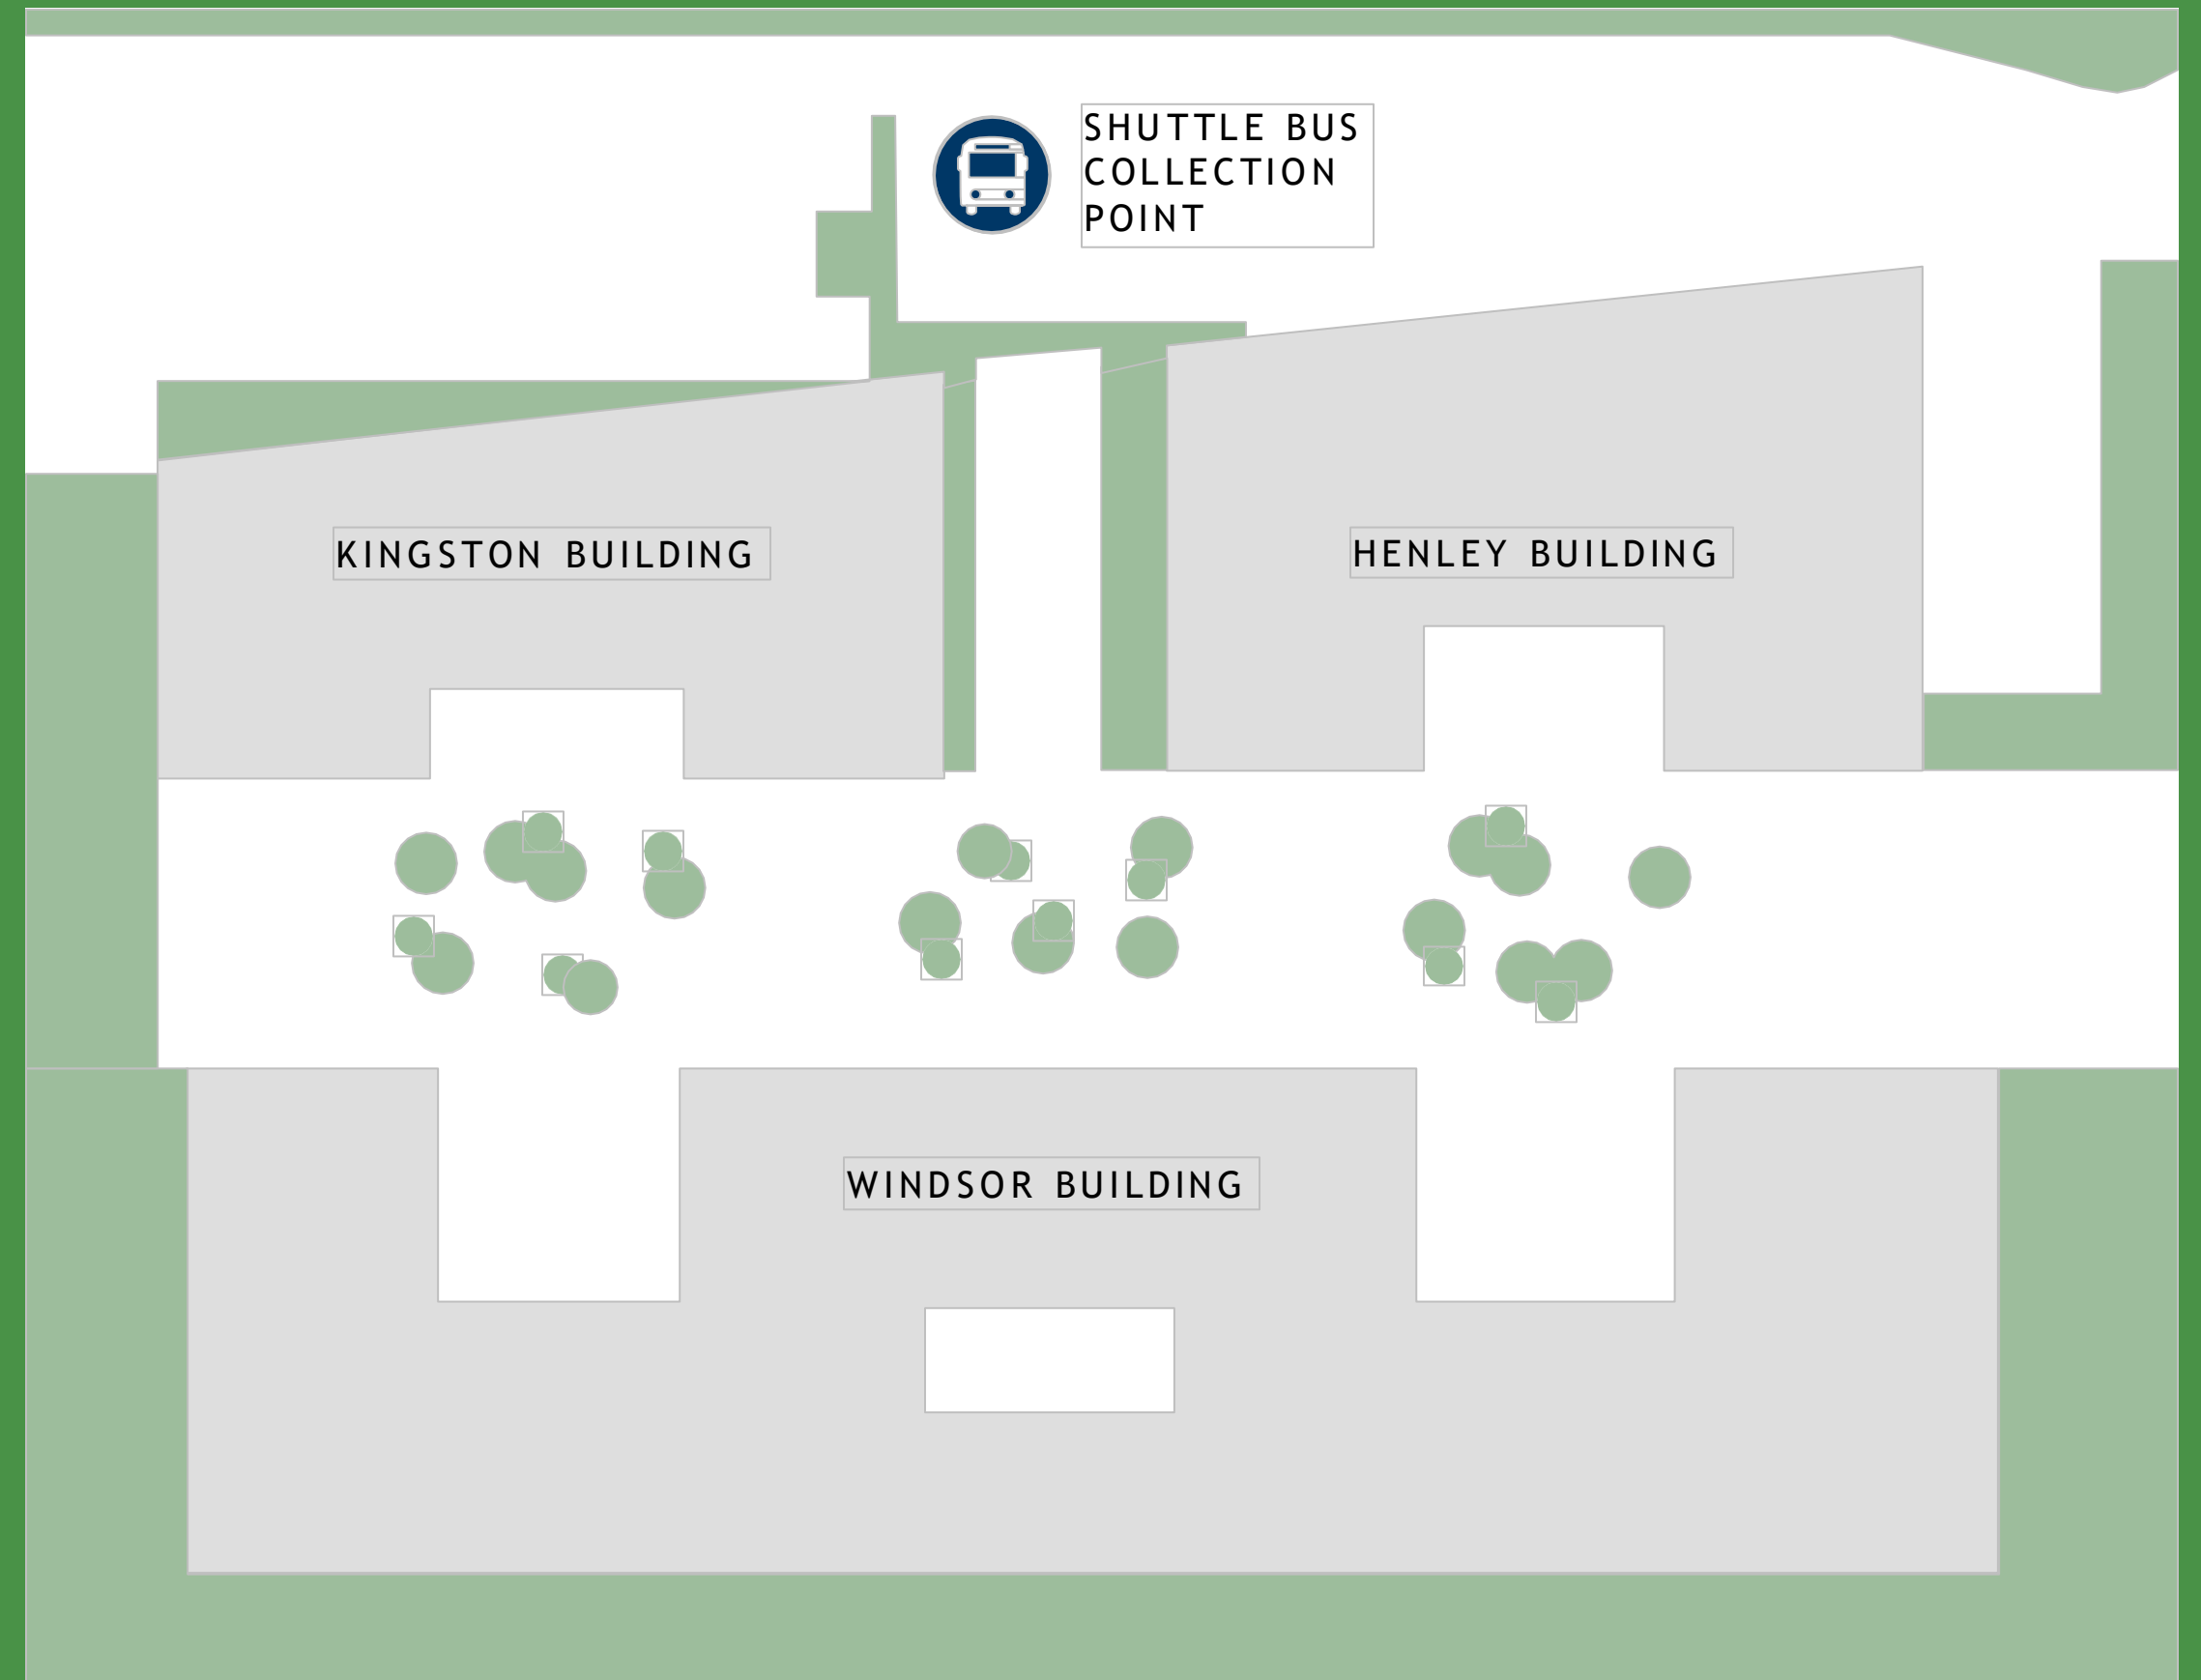 SHUTTLE BUS
COLLECTION
POINT
KINGSTON BUILDING
HENLEY BUILDING
WINDSOR BUILDING